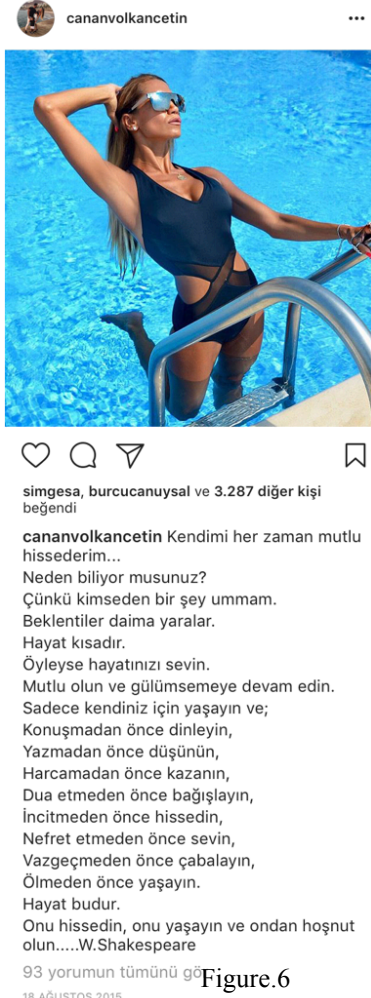 cananvolkancetin
simgesa, burcucanuysal ve 3.287 diğer kişi
beğendi
cananvolkancetin Kendimi her zaman mutlu
hissederim...
Neden biliyor musunuz?
Çünkü kimseden bir şey ummam.
Beklentiler daima yaralar.
Hayat kısadır.
Öyleyse hayatınızı sevin.
Mutlu olun ve gülümsemeye devam edin.
Sadece kendiniz için yaşayın ve;
Konuşmadan önce dinleyin,
Yazmadan önce düşünün,
Harcamadan önce kazanın,
Dua etmeden önce bağışlayın,
İncitmeden önce hissedin,
Nefret etmeden önce sevin,
Vazgeçmeden önce çabalayın,
Ölmeden önce yaşayın.
Hayat budur.
Onu hissedin, onu yaşayın ve ondan hoşnut
olun.....W.Shakespeare
93 yorumun tümünü gö
Figure.6
18 AĞUSTOS 2015